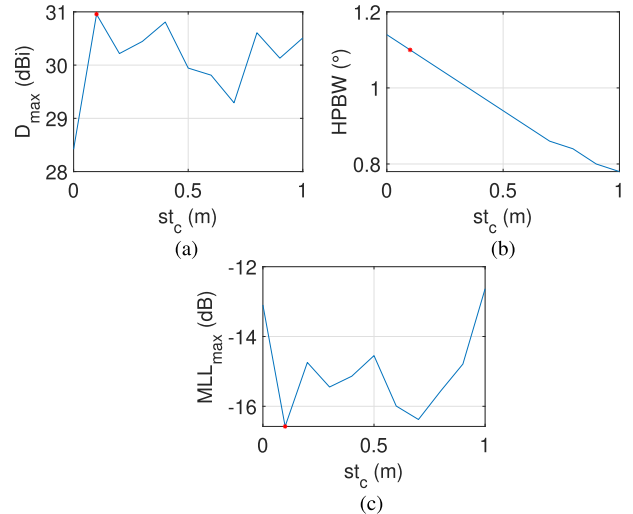 31
30
29
28
D_max (dBi)
0
0.5
1
st_c (m)
(a)
1.2
1
0.8
HPBW (°)
0
0.5
1
st_c (m)
(b)
-12
-14
-16
MLL_max (dB)
0
0.5
1
st_c (m)
(c)